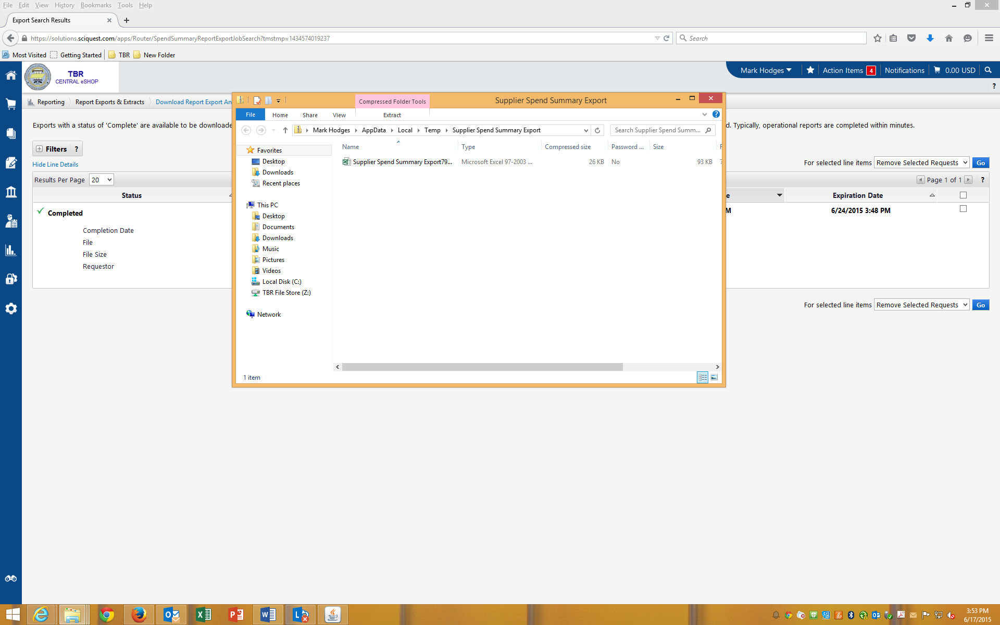 File Edit View History Bookmarks Tools Help
Export Search Results
https://solutions.sciquest.com/apps/Router/SpendSummaryReportExportJobSearch?tmstmp=1434574019237
Search
Most Visited Getting Started TBR New Folder
TBR
CENTRAL eSHOP
Mark Hodges Action Items 4 Notifications 0.00 USD
?
Reporting Report Exports & Extracts Download Report Export An
Exports with a status of 'Complete' are available to be downloade
d. Typically, operational reports are completed within minutes.
Filters ?
Hide Line Details
For selected line items Remove Selected Requests Go
Results Per Page 20
Page 1 of 1 ?
Status
e
Expiration Date
Completed
M
6/24/2015 3:48 PM
Completion Date
File
File Size
Requestor
For selected line items Remove Selected Requests Go
Compressed Folder Tools
Supplier Spend Summary Export
File Home Share View Extract
Mark Hodges AppData Local Temp Supplier Spend Summary Export
Search Supplier Spend Summ...
Name Type Compressed size Password ... Size
Supplier Spend Summary Export79... Microsoft Excel 97-2003 ... 26 KB No 93 KB
Favorites
Desktop
Downloads
Recent places
This PC
Desktop
Documents
Downloads
Music
Pictures
Videos
Local Disk (C:)
TBR File Store (Z:)
Network
1 item
3:53 PM
6/17/2015